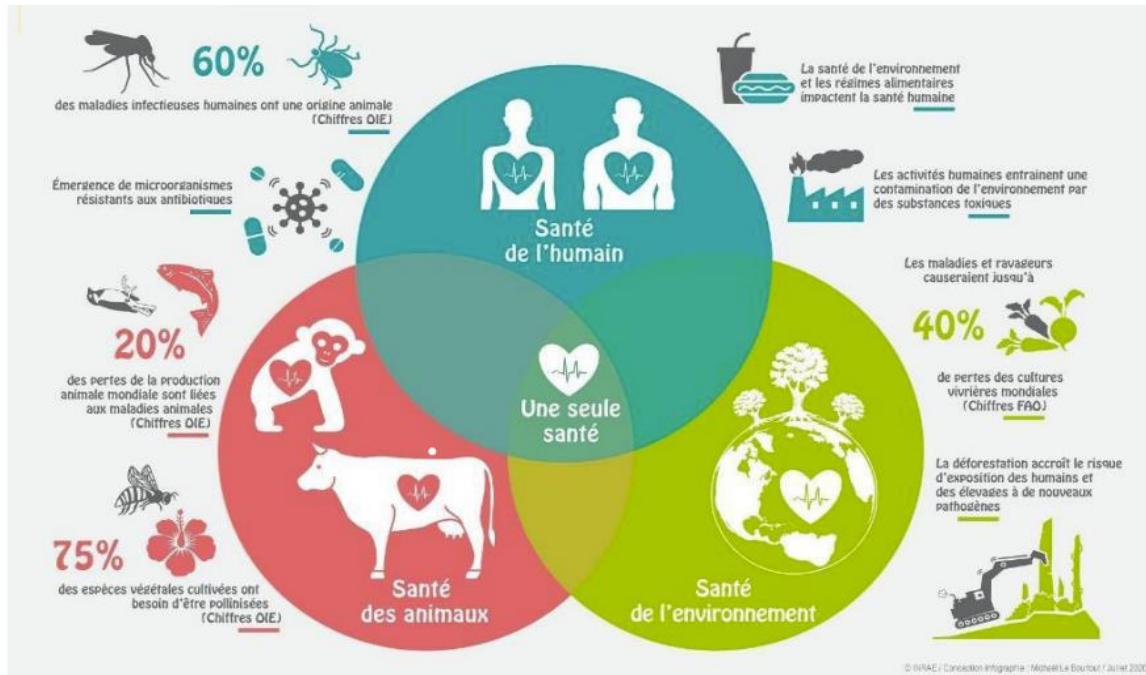 60%
des maladies infectieuses humaines ont une origine animale
(Chiffres OIE)
Émergence de microorganismes
résistants aux antibiotiques
20%
des pertes de la production
animale mondiale sont liées
aux maladies animales
(Chiffres OIE)
75%
des espèces végétales cultivées ont
besoin d'être pollinisées
(Chiffres OIE)
Santé
de l'humain
Une seule
santé
Santé
des animaux
Santé
de l'environnement
La santé de l'environnement
et les régimes alimentaires
impactent la santé humaine
Les activités humaines entrainent une
contamination de l'environnement par
des substances toxiques
Les maladies et ravageurs
causeraient jusqu'à
40%
de pertes des cultures
vivrières mondiales
(Chiffres FAO)
La déforestation accroît le risque
d'exposition des humains et
des élevages à de nouveaux
pathogènes
© INRAE / Conception infographie : Michaël Le Bourlout / Juillet 2020